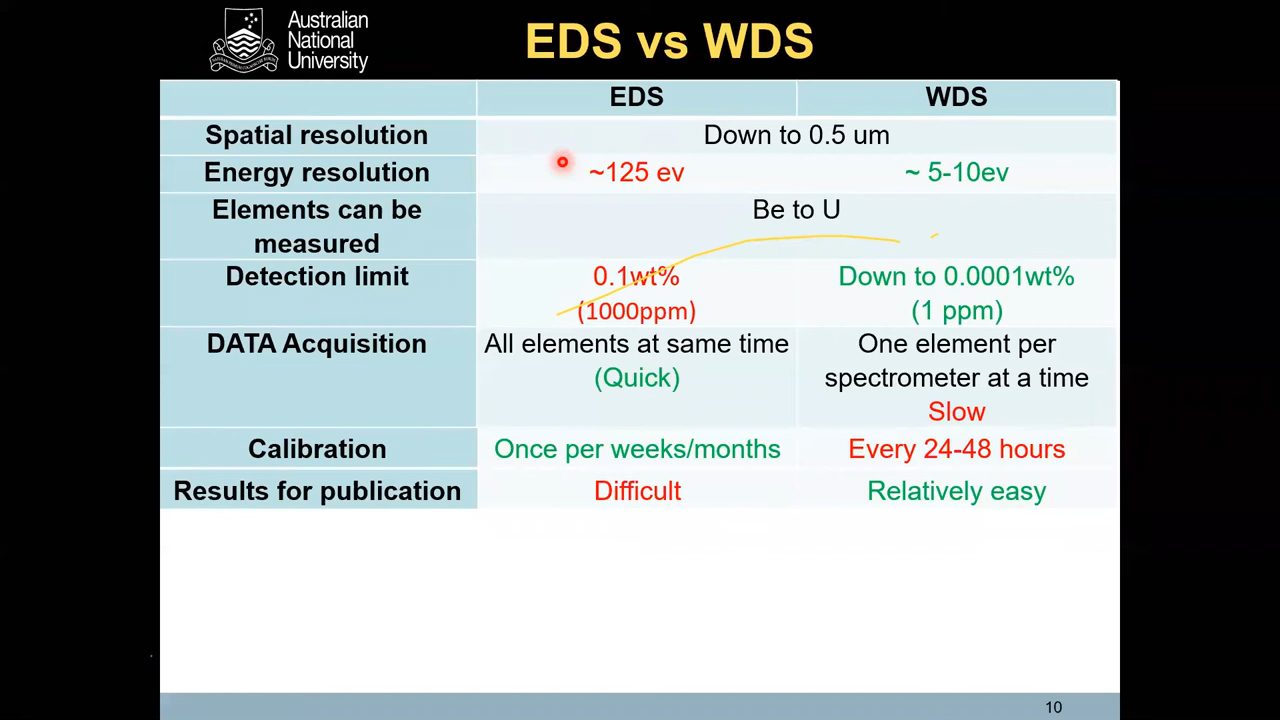 Australian
National
University
EDS vs WDS
EDS WDS
Spatial resolution Down to 0.5 um
Energy resolution ~125 ev ~ 5-10ev
Elements can be
measured
Be to U
Detection limit 0.1wt%
(1000ppm)
Down to 0.0001wt%
(1 ppm)
DATA Acquisition
All elements at same time
(Quick)
One element per
spectrometer at a time
Slow
Calibration Once per weeks/months Every 24-48 hours
Results for publication Difficult Relatively easy
10